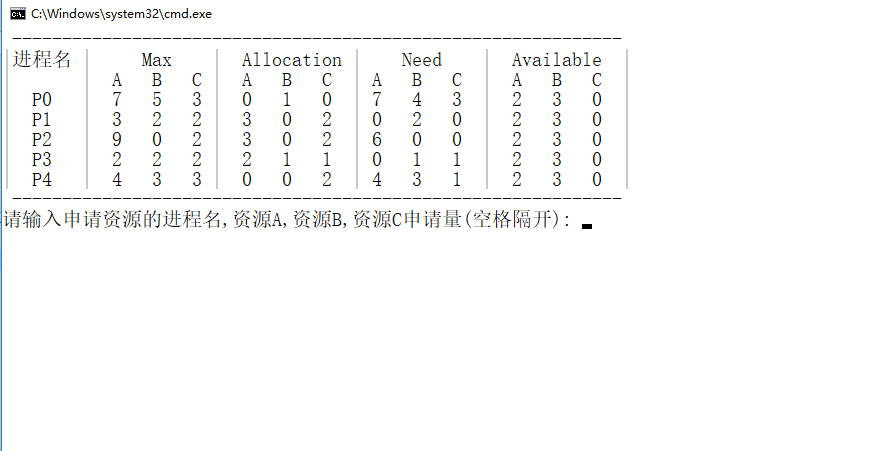 C:\Windows\system32\cmd.exe
进程名 Max Allocation Need Available
A B C A B C A B C A B C
P0 7 5 3 0 1 0 7 4 3 2 3 0
P1 3 2 2 3 0 2 0 2 0 2 3 0
P2 9 0 2 3 0 2 6 0 0 2 3 0
P3 2 2 2 2 1 1 0 1 1 2 3 0
P4 4 3 3 0 0 2 4 3 1 2 3 0
请输入申请资源的进程名,资源A,资源B,资源C申请量(空格隔开):